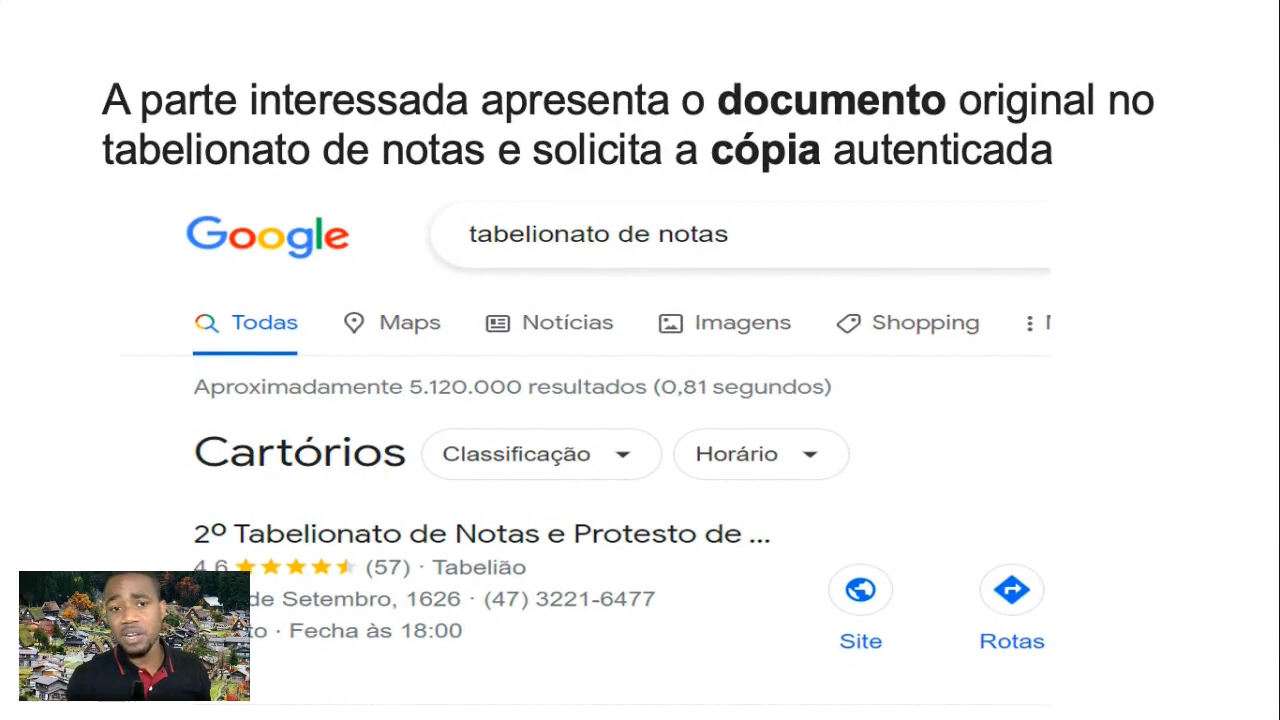 A parte interessada apresenta o documento original no
tabelionato de notas e solicita a cópia autenticada
Google
tabelionato de notas
Todas Maps Notícias Imagens Shopping
Aproximadamente 5.120.000 resultados (0,81 segundos)
Cartórios Classificação Horário
2º Tabelionato de Notas e Protesto de ...
4,6 (57) · Tabelião
de Setembro, 1626 · (47) 3221-6477
Fecha às 18:00
Site Rotas